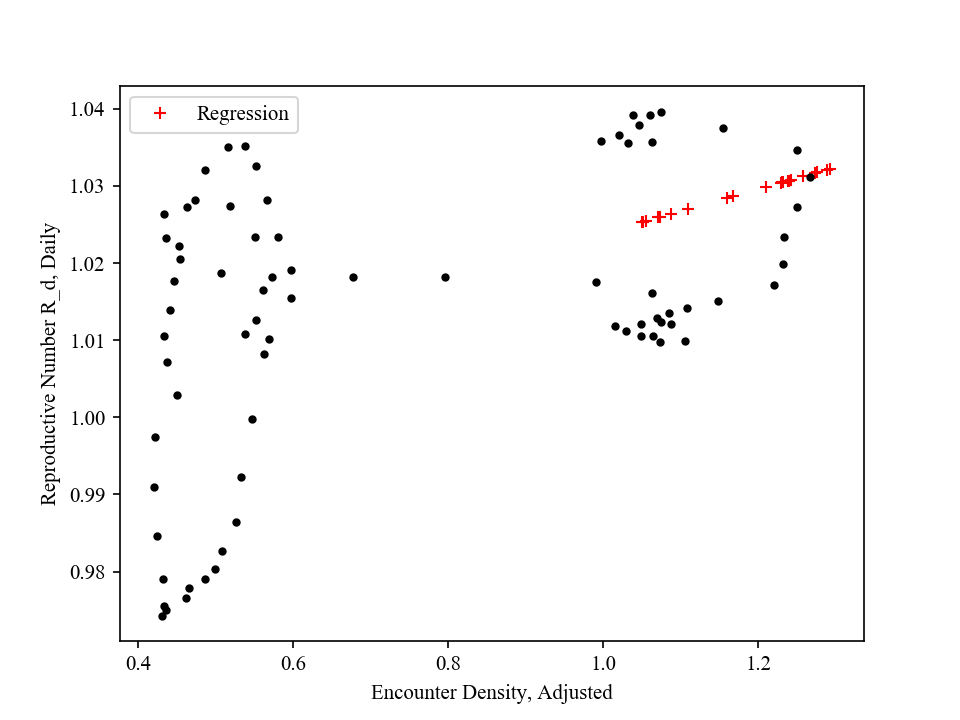 Regression
1.04
1.03
1.02
1.01
1.00
0.99
0.98
Reproductive Number R_d, Daily
0.4 0.6 0.8 1.0 1.2
Encounter Density, Adjusted